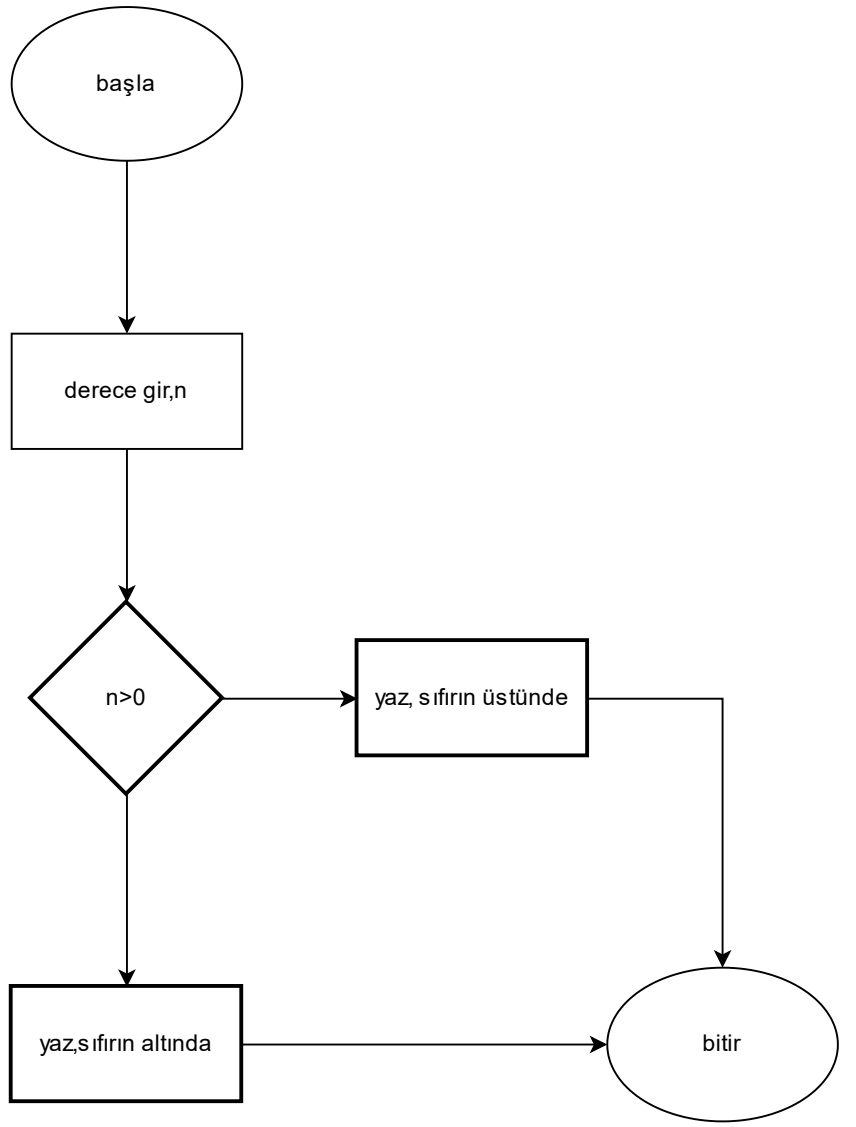 başla
derece gir,n
n>0
yaz, sıfırın üstünde
yaz,sıfırın altında
bitir